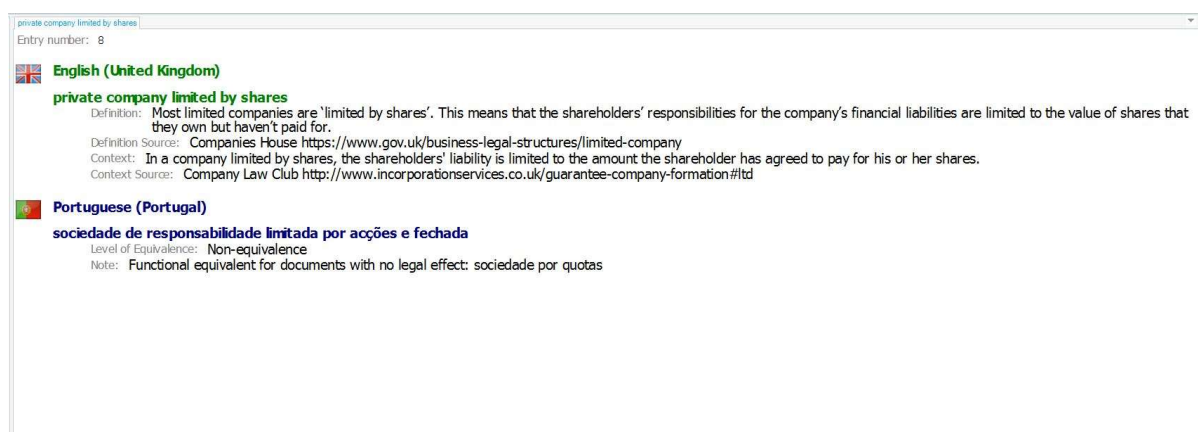 private company limited by shares
Entry number: 8
English (United Kingdom)
private company limited by shares
Definition: Most limited companies are ‘limited by shares’. This means that the shareholders’ responsibilities for the company’s financial liabilities are limited to the value of shares that
they own but haven’t paid for.
Definition Source: Companies House https://www.gov.uk/business-legal-structures/limited-company
Context: In a company limited by shares, the shareholders' liability is limited to the amount the shareholder has agreed to pay for his or her shares.
Context Source: Company Law Club http://www.incorporationservices.co.uk/guarantee-company-formation#ltd
Portuguese (Portugal)
sociedade de responsabilidade limitada por acções e fechada
Level of Equivalence: Non-equivalence
Note: Functional equivalent for documents with no legal effect: sociedade por quotas